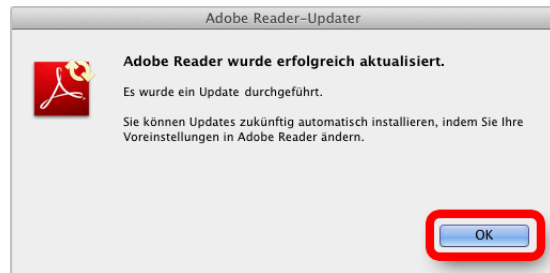 Adobe Reader-Updater
Adobe Reader wurde erfolgreich aktualisiert.
Es wurde ein Update durchgeführt.
Sie können Updates zukünftig automatisch installieren, indem Sie Ihre
Voreinstellungen in Adobe Reader ändern.
OK